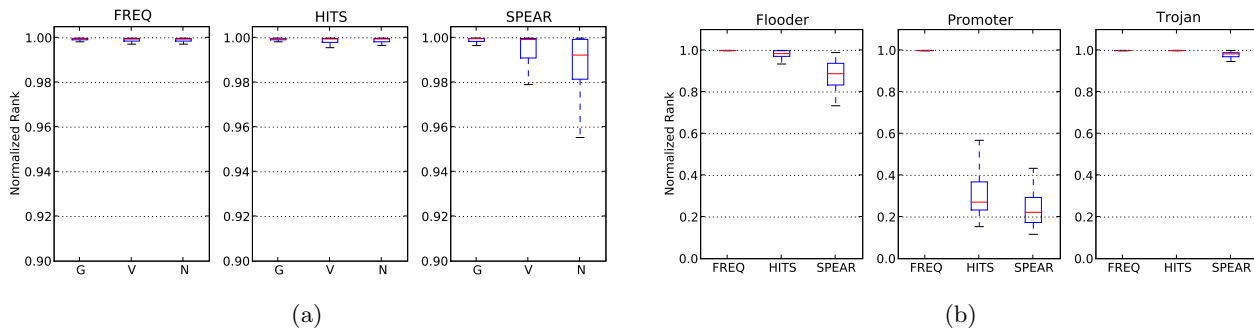 FREQ
HITS
SPEAR
Normalized Rank
1.00
0.98
0.96
0.94
0.92
0.90
G V N
1.00
0.98
0.96
0.94
0.92
0.90
G V N
1.00
0.98
0.96
0.94
0.92
0.90
G V N
(a)
Flooder
Promoter
Trojan
Normalized Rank
1.0
0.8
0.6
0.4
0.2
0.0
FREQ HITS SPEAR
1.0
0.8
0.6
0.4
0.2
0.0
FREQ HITS SPEAR
1.0
0.8
0.6
0.4
0.2
0.0
FREQ HITS SPEAR
(b)